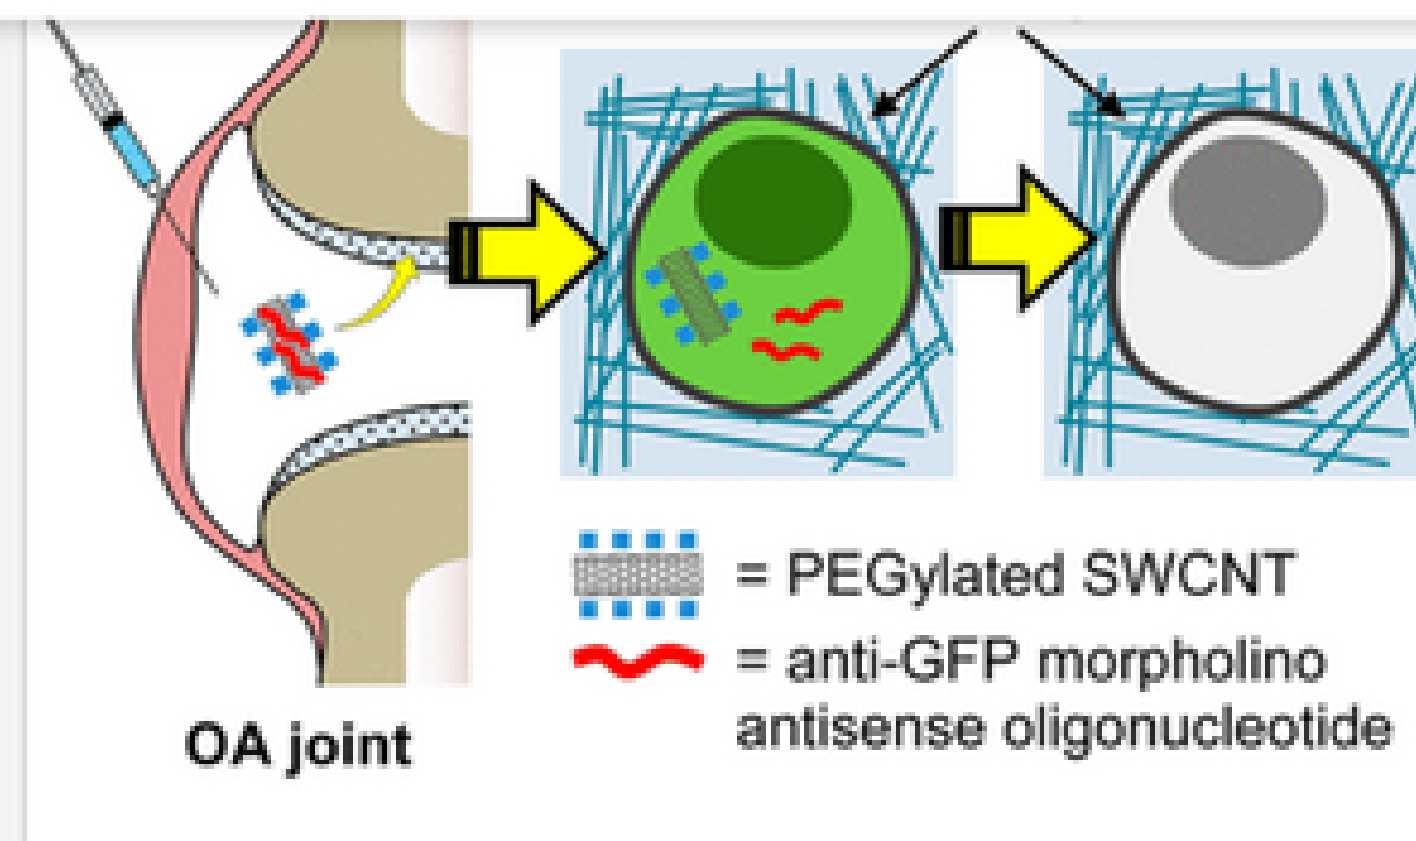 = PEGylated SWCNT
= anti-GFP morpholino
antisense oligonucleotide
OA joint